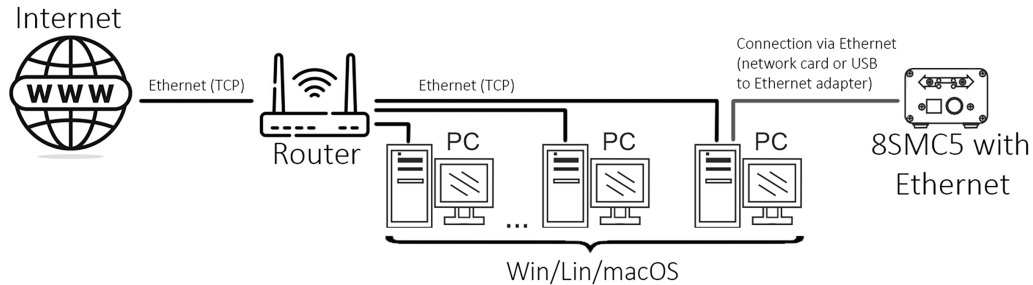 Internet
WWW
Ethernet (TCP)
Router
Ethernet (TCP)
PC
PC
PC
...
Win/Lin/macOS
Connection via Ethernet
(network card or USB
to Ethernet adapter)
8SMC5 with
Ethernet